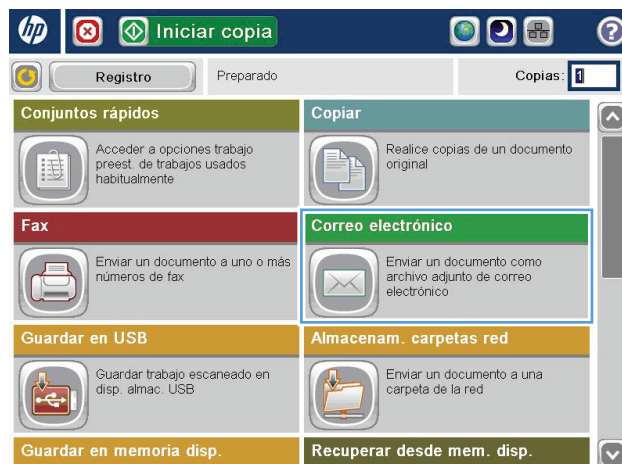 hp
Iniciar copia
?
Registro
Preparado
Copias: 1
Conjuntos rápidos
Copiar
Acceder a opciones trabajo
preest. de trabajos usados
habitualmente
Realice copias de un documento
original
Fax
Correo electrónico
Enviar un documento a uno o más
números de fax
Enviar un documento como
archivo adjunto de correo
electrónico
Guardar en USB
Almacenam. carpetas red
Guardar trabajo escaneado en
disp. almac. USB
Enviar un documento a una
carpeta de la red
Guardar en memoria disp.
Recuperar desde mem. disp.